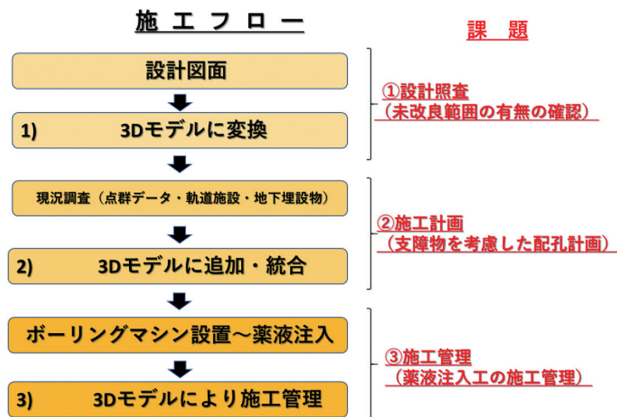 施 工 フ ロ ー
課 題
設計図面
①設計照査
(未改良範囲の有無の確認)
1) 3Dモデルに変換
現況調査（点群データ・軌道施設・地下埋設物）
②施工計画
(支障物を考慮した配孔計画)
2) 3Dモデルに追加・統合
ボーリングマシン設置～薬液注入
③施工管理
(薬液注入工の施工管理)
3) 3Dモデルにより施工管理